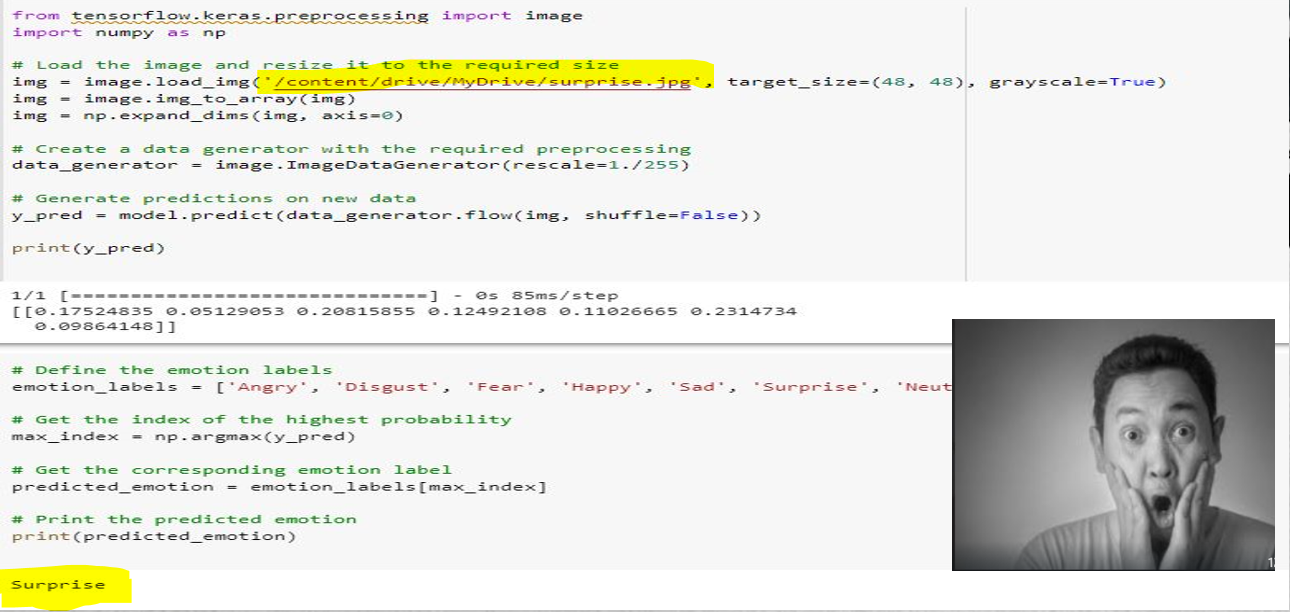 from tensorflow.keras.preprocessing import image
import numpy as np
# Load the image and resize it to the required size
img = image.load_img('/content/drive/MyDrive/surprise.jpg', target_size=(48, 48), grayscale=True)
img = image.img_to_array(img)
img = np.expand_dims(img, axis=0)
# Create a data generator with the required preprocessing
data_generator = image.ImageDataGenerator(rescale=1./255)
# Generate predictions on new data
y_pred = model.predict(data_generator.flow(img, shuffle=False))
print(y_pred)
1/1 [==============================] - 0s 85ms/step
[[0.17524835 0.05129053 0.20815855 0.12492108 0.11026665 0.2314734
0.09864148]]
# Define the emotion labels
emotion_labels = ['Angry', 'Disgust', 'Fear', 'Happy', 'Sad', 'Surprise', 'Neut
# Get the index of the highest probability
max_index = np.argmax(y_pred)
# Get the corresponding emotion label
predicted_emotion = emotion_labels[max_index]
# Print the predicted emotion
print(predicted_emotion)
Surprise